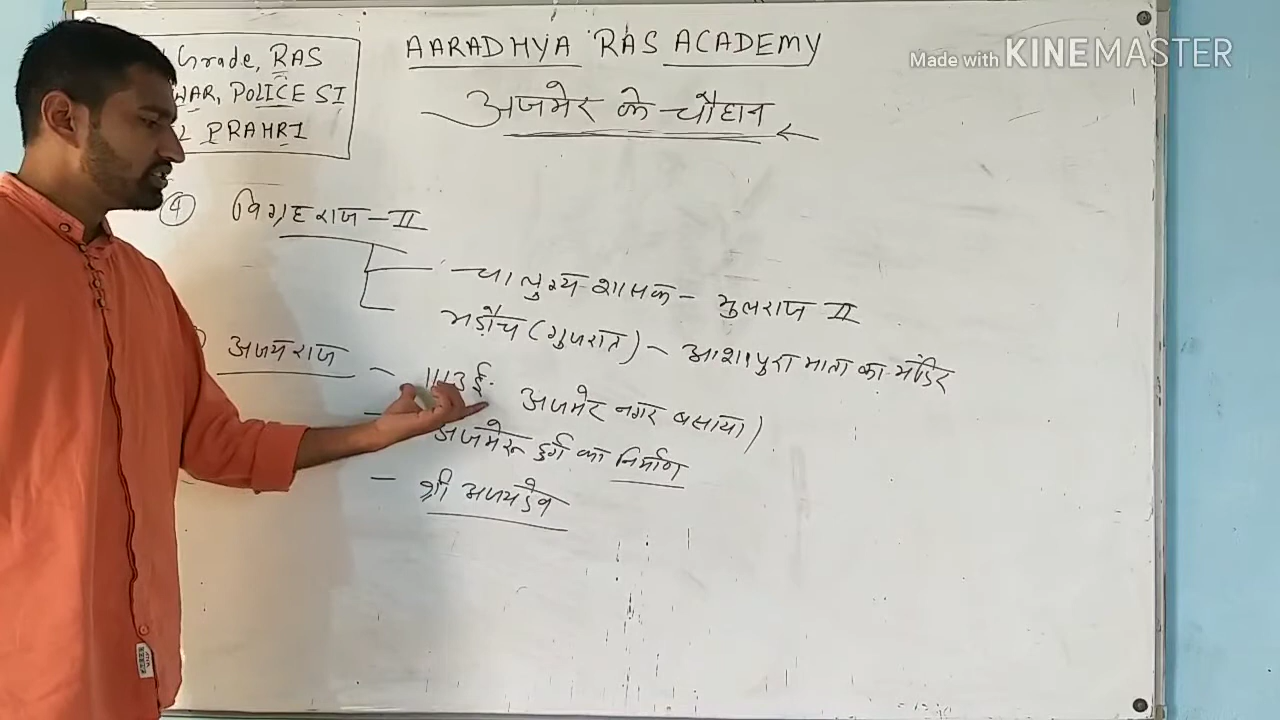 Grade, RAS
WAR, POLICE SI
L PRAHRI
AARADHYA RAS ACADEMY
Made with KINEMASTER
अजमेर के चौहान
④ विग्रहराज - II
चालुक्य शासक - मुलराज II
भड़ौच (गुजरात) - आशापुरा माता का मंदिर
अजयराज - 1113 ई. अजमेर नगर बसाया)
- अजमेरू दुर्ग का निर्माण
- श्री अजयदेव